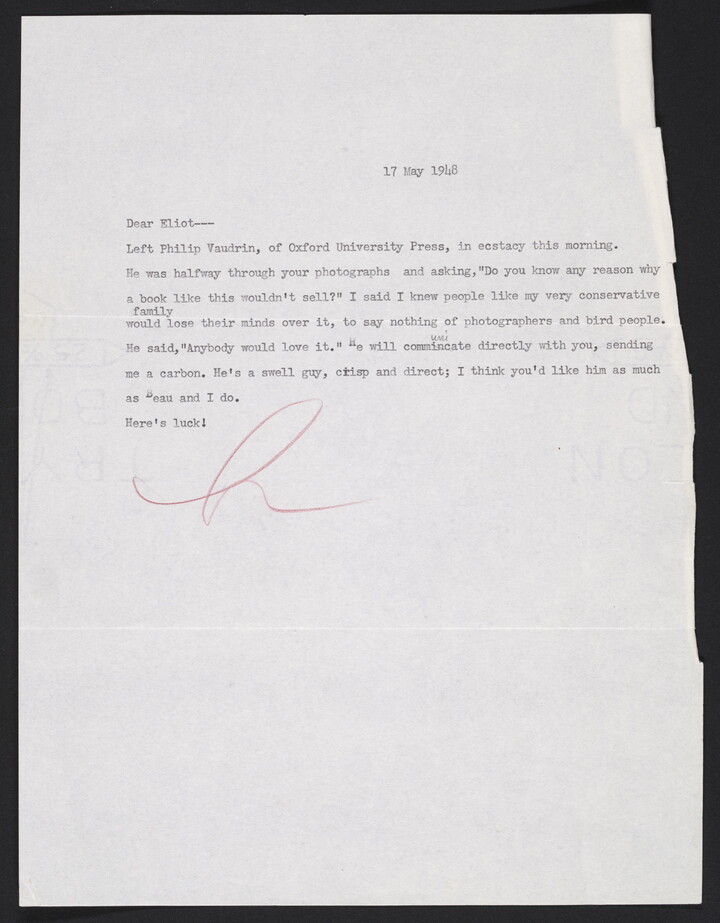 17 May 1948
Dear Eliot---
Left Philip Vaudrin, of Oxford University Press, in ecstacy this morning.
He was halfway through your photographs and asking,"Do you know any reason why
a book like this wouldn't sell?" I said I knew people like my very conservative
family
would lose their minds over it, to say nothing of photographers and bird people.
uni
He said,"Anybody would love it." He will commincate directly with you, sending
me a carbon. He's a swell guy, crisp and direct; I think you'd like him as much
as Beau and I do.
Here's luck!